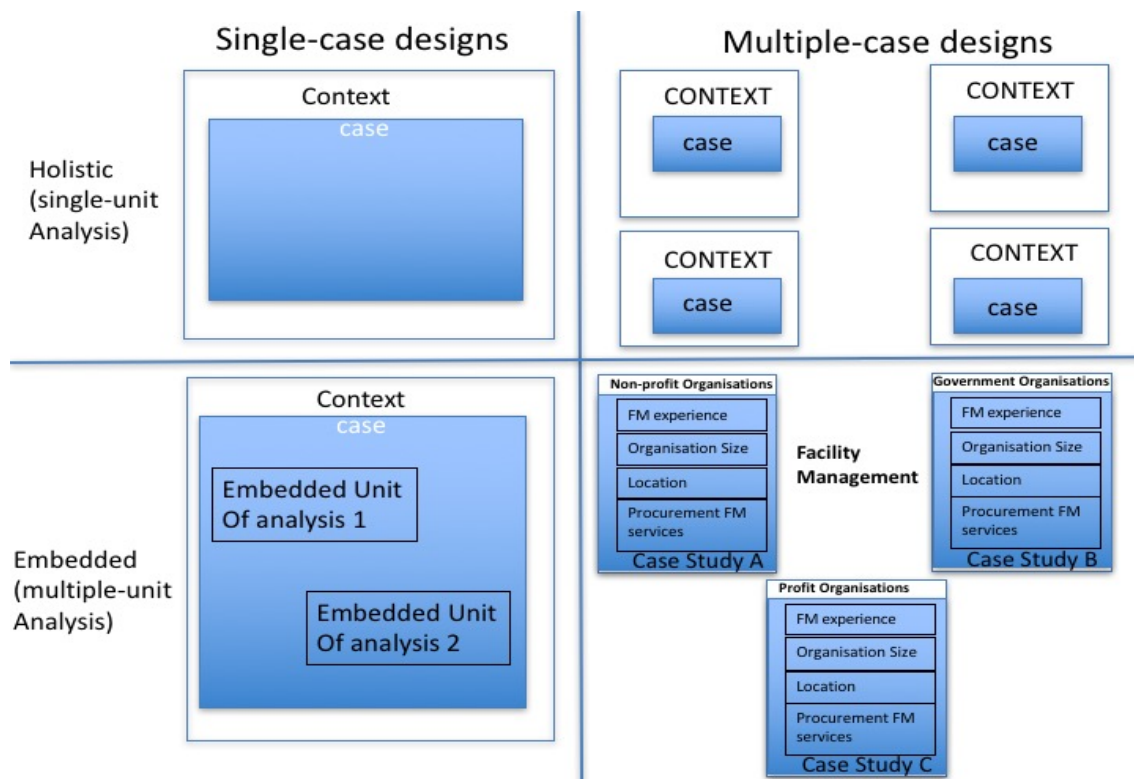 Single-case designs
Multiple-case designs
Context
case
Holistic
(single-unit
Analysis)
CONTEXT
case
CONTEXT
case
CONTEXT
case
CONTEXT
case
Context
case
Embedded Unit
Of analysis 1
Embedded Unit
Of analysis 2
Embedded
(multiple-unit
Analysis)
Non-profit Organisations
FM experience
Organisation Size
Location
Procurement FM
services
Case Study A
Facility
Management
Government Organisations
FM experience
Organisation Size
Location
Procurement FM
services
Case Study B
Profit Organisations
FM experience
Organisation Size
Location
Procurement FM
services
Case Study C